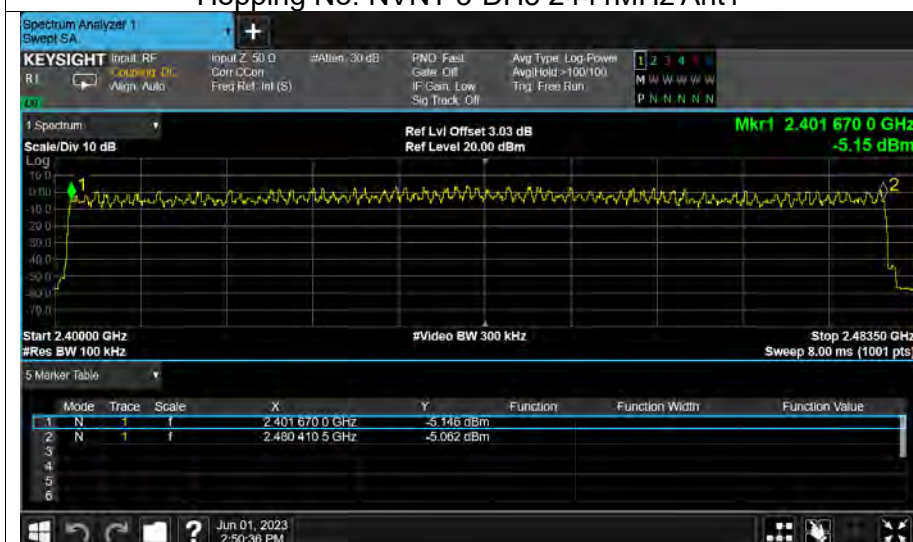 Hopping No. NVNT 3-DH5 2441MHz Ant1
Spectrum Analyzer 1
Swept SA
+
KEYSIGHT Input: RF Input Z: 50 Ω #Atten: 30 dB PNO: Fast Avg Type: Log-Power 1 2 3 4
R1 Coupling: DC Corr CCorr Gate: Off Avg|Hold >100/100 M W W W W W
Align: Auto Freq Ref: Int (S) IF Gain: Low Trig: Free Run
Sig Track: Off P N N N N N
1 Spectrum Ref Lvl Offset 3.03 dB Mkr1 2.401 670 0 GHz
Scale/Div 10 dB Ref Level 20.00 dBm -5.15 dBm
Log
10.0
0.00 1 2
-10.0
-20.0
-30.0
-40.0
-50.0
-60.0
-70.0
Start 2.40000 GHz #Video BW 300 kHz Stop 2.48350 GHz
#Res BW 100 kHz Sweep 8.00 ms (1001 pts)
5 Marker Table
Mode Trace Scale X Y Function Function Width Function Value
1 N 1 f 2.401 670 0 GHz -5.146 dBm
2 N 1 f 2.480 410 5 GHz -5.062 dBm
3
4
5
6
? Jun 01, 2023
2:50:36 PM